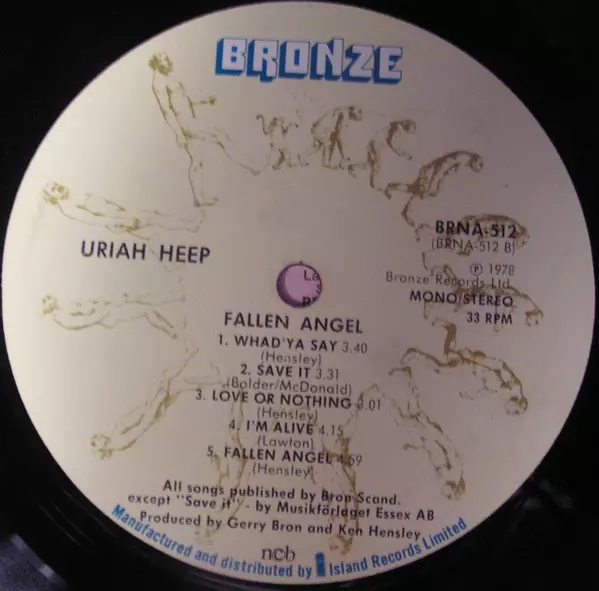 BRONZE
URIAH HEEP
BRNA-512
(BRNA-512 B)
℗ 1978
Bronze Records Ltd.
MONO/STEREO
33 RPM
FALLEN ANGEL
1. WHAD'YA SAY 3.40
(Hensley)
2. SAVE IT 3.31
(Bolder/McDonald)
3. LOVE OR NOTHING 3.01
(Hensley)
4. I'M ALIVE 4.15
(Lawton)
5. FALLEN ANGEL 4.59
(Hensley)
All songs published by Bron Scand.
except "Save it" - by Musikförlaget Essex AB
Produced by Gerry Bron and Ken Hensley
ncb
Manufactured and distributed by Island Records Limited